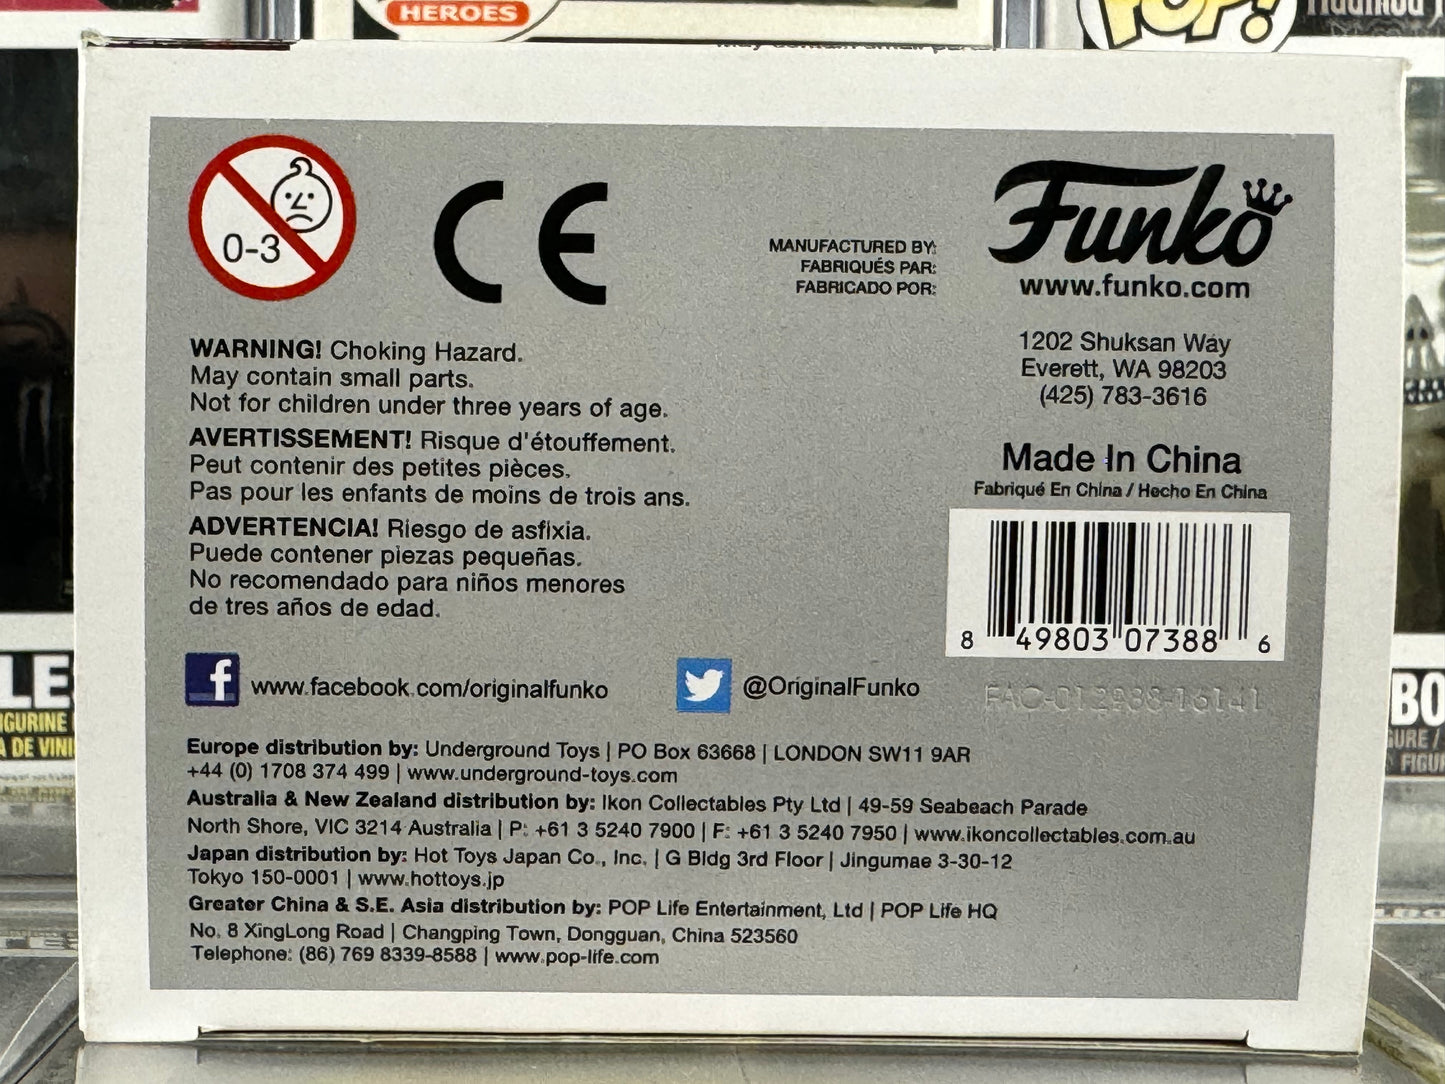 HEROES
POP!
0-3
CE
MANUFACTURED BY:
FABRIQUÉS PAR:
FABRICADO POR:
Funko
www.funko.com
1202 Shuksan Way
Everett, WA 98203
(425) 783-3616
WARNING! Choking Hazard.
May contain small parts.
Not for children under three years of age.
AVERTISSEMENT! Risque d'étouffement.
Peut contenir des petites pièces.
Pas pour les enfants de moins de trois ans.
ADVERTENCIA! Riesgo de asfixia.
Puede contener piezas pequeñas.
No recomendado para niños menores
de tres años de edad.
Made In China
Fabriqué En China / Hecho En China
8 49803 07388 6
f www.facebook.com/originalfunko
@OriginalFunko
FAC-012938-16141
Europe distribution by: Underground Toys | PO Box 63668 | LONDON SW11 9AR
+44 (0) 1708 374 499 | www.underground-toys.com
Australia & New Zealand distribution by: Ikon Collectables Pty Ltd | 49-59 Seabeach Parade
North Shore, VIC 3214 Australia | P: +61 3 5240 7900 | F: +61 3 5240 7950 | www.ikoncollectables.com.au
Japan distribution by: Hot Toys Japan Co., Inc. | G Bldg 3rd Floor | Jingumae 3-30-12
Tokyo 150-0001 | www.hottoys.jp
Greater China & S.E. Asia distribution by: POP Life Entertainment, Ltd | POP Life HQ
No. 8 XingLong Road | Changping Town, Dongguan, China 523560
Telephone: (86) 769 8339-8588 | www.pop-life.com